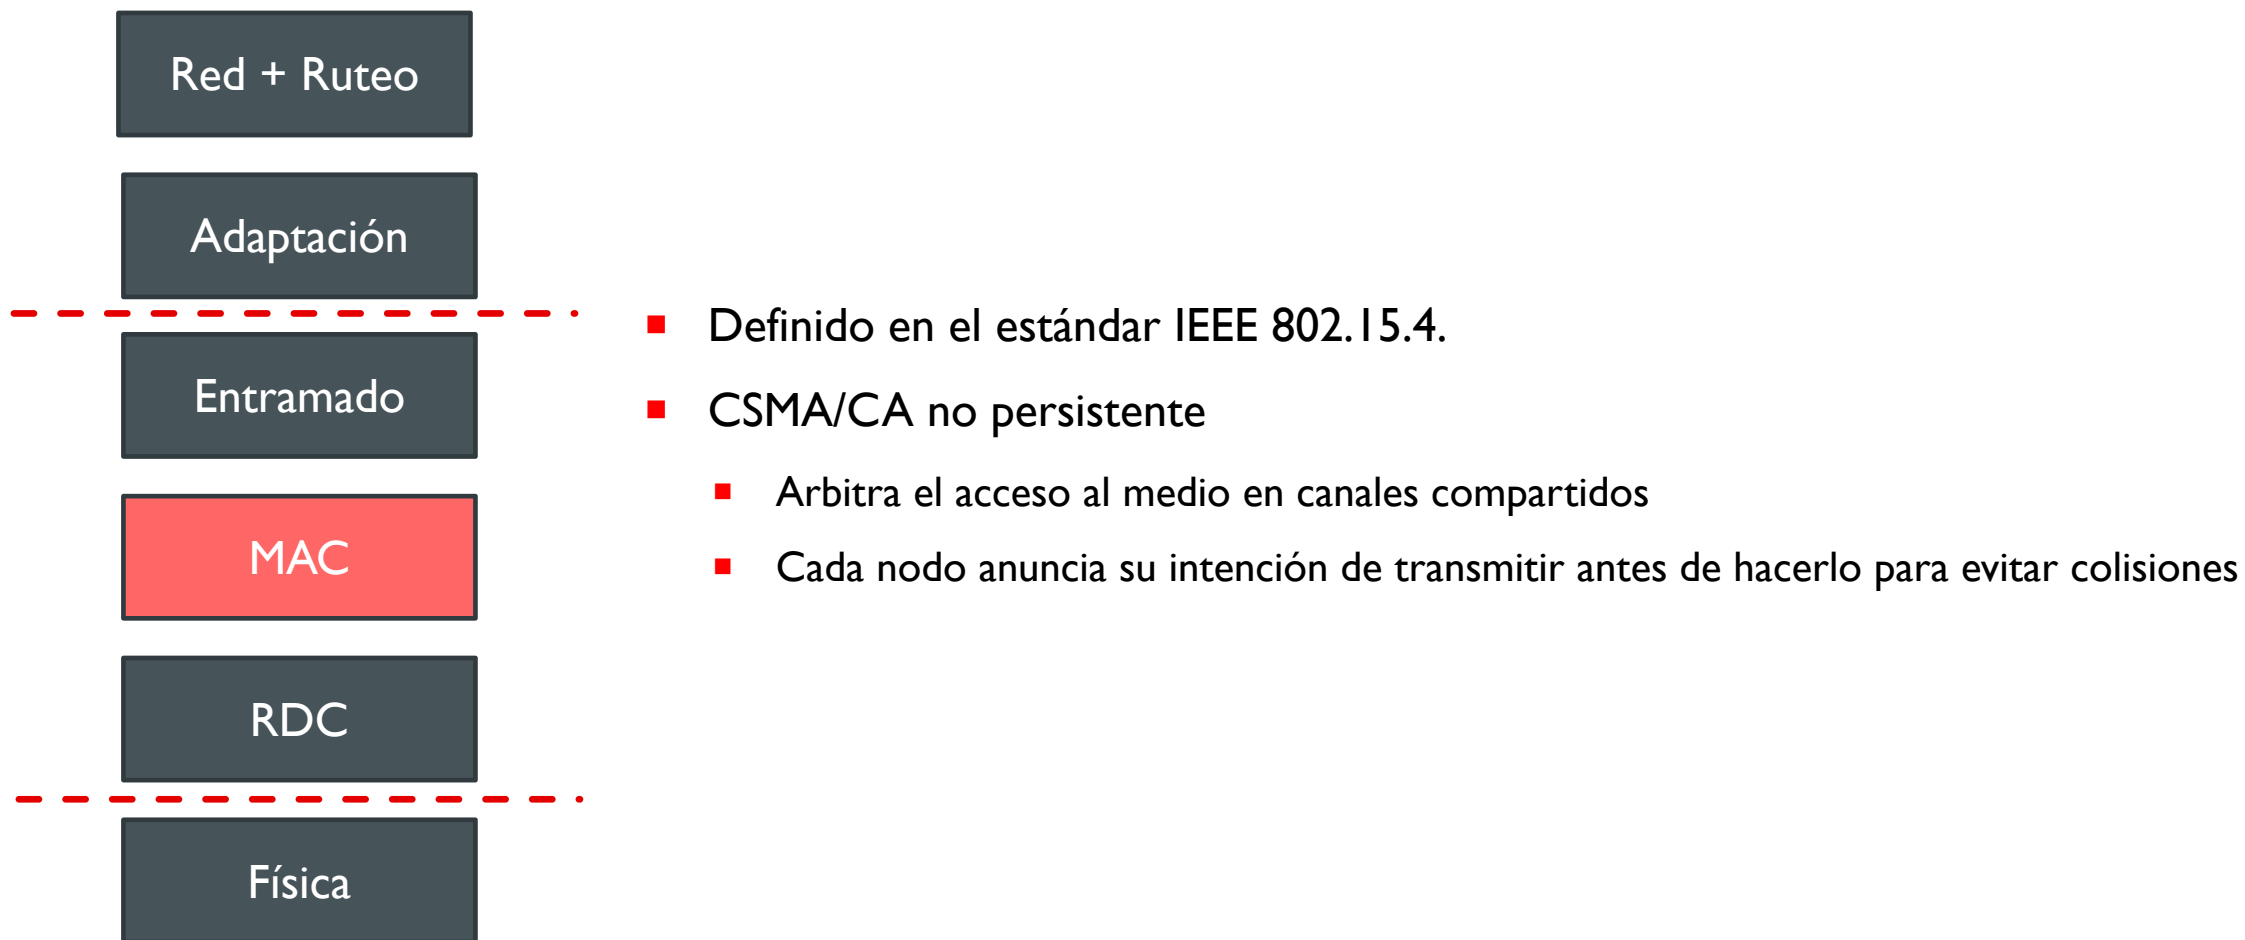 Red + Ruteo
Adaptación
Entramado
MAC
RDC
Física
Definido en el estándar IEEE 802.15.4.
CSMA/CA no persistente
Arbitra el acceso al medio en canales compartidos
Cada nodo anuncia su intención de transmitir antes de hacerlo para evitar colisiones